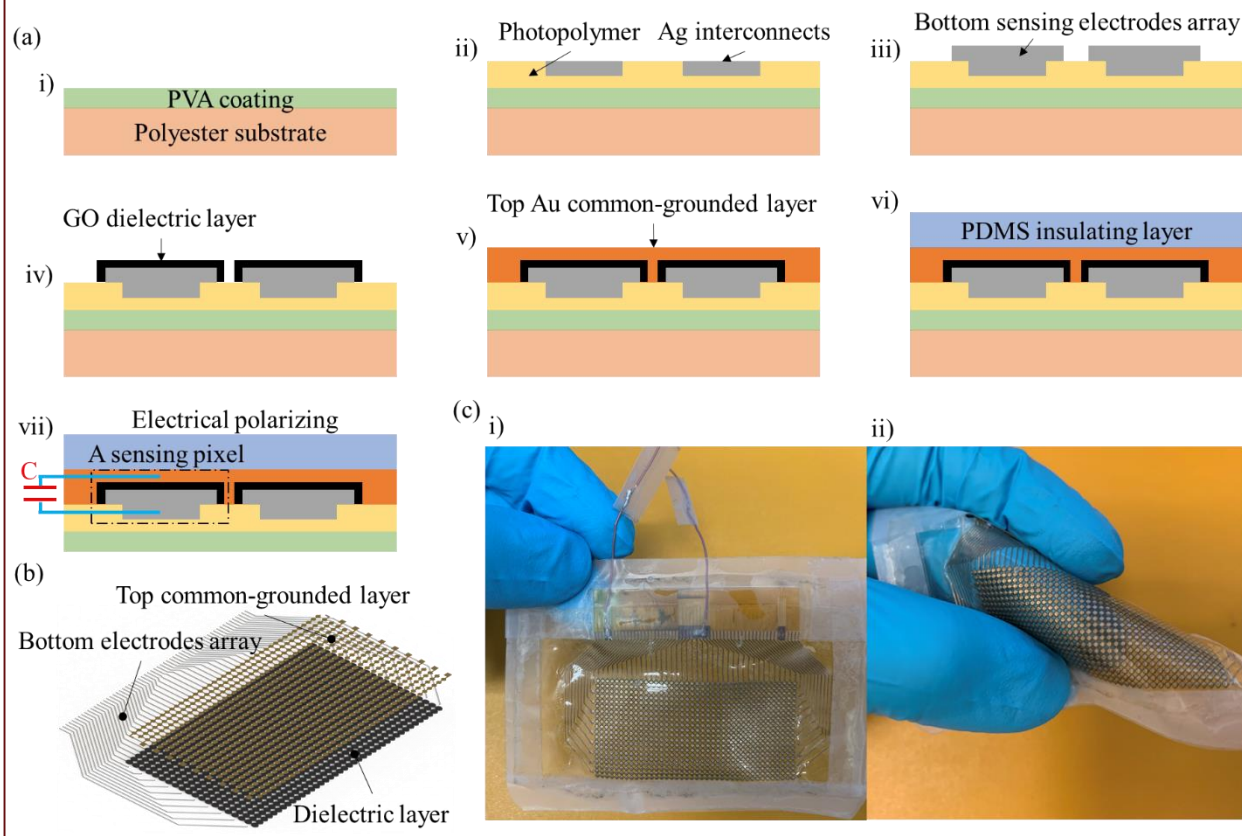 (a)
i)
PVA coating
Polyester substrate
ii)
Photopolymer
Ag interconnects
iii)
Bottom sensing electrodes array
iv)
GO dielectric layer
v)
Top Au common-grounded layer
vi)
PDMS insulating layer
vii)
Electrical polarizing
A sensing pixel
C
(b)
Top common-grounded layer
Bottom electrodes array
Dielectric layer
(c)
i)
ii)